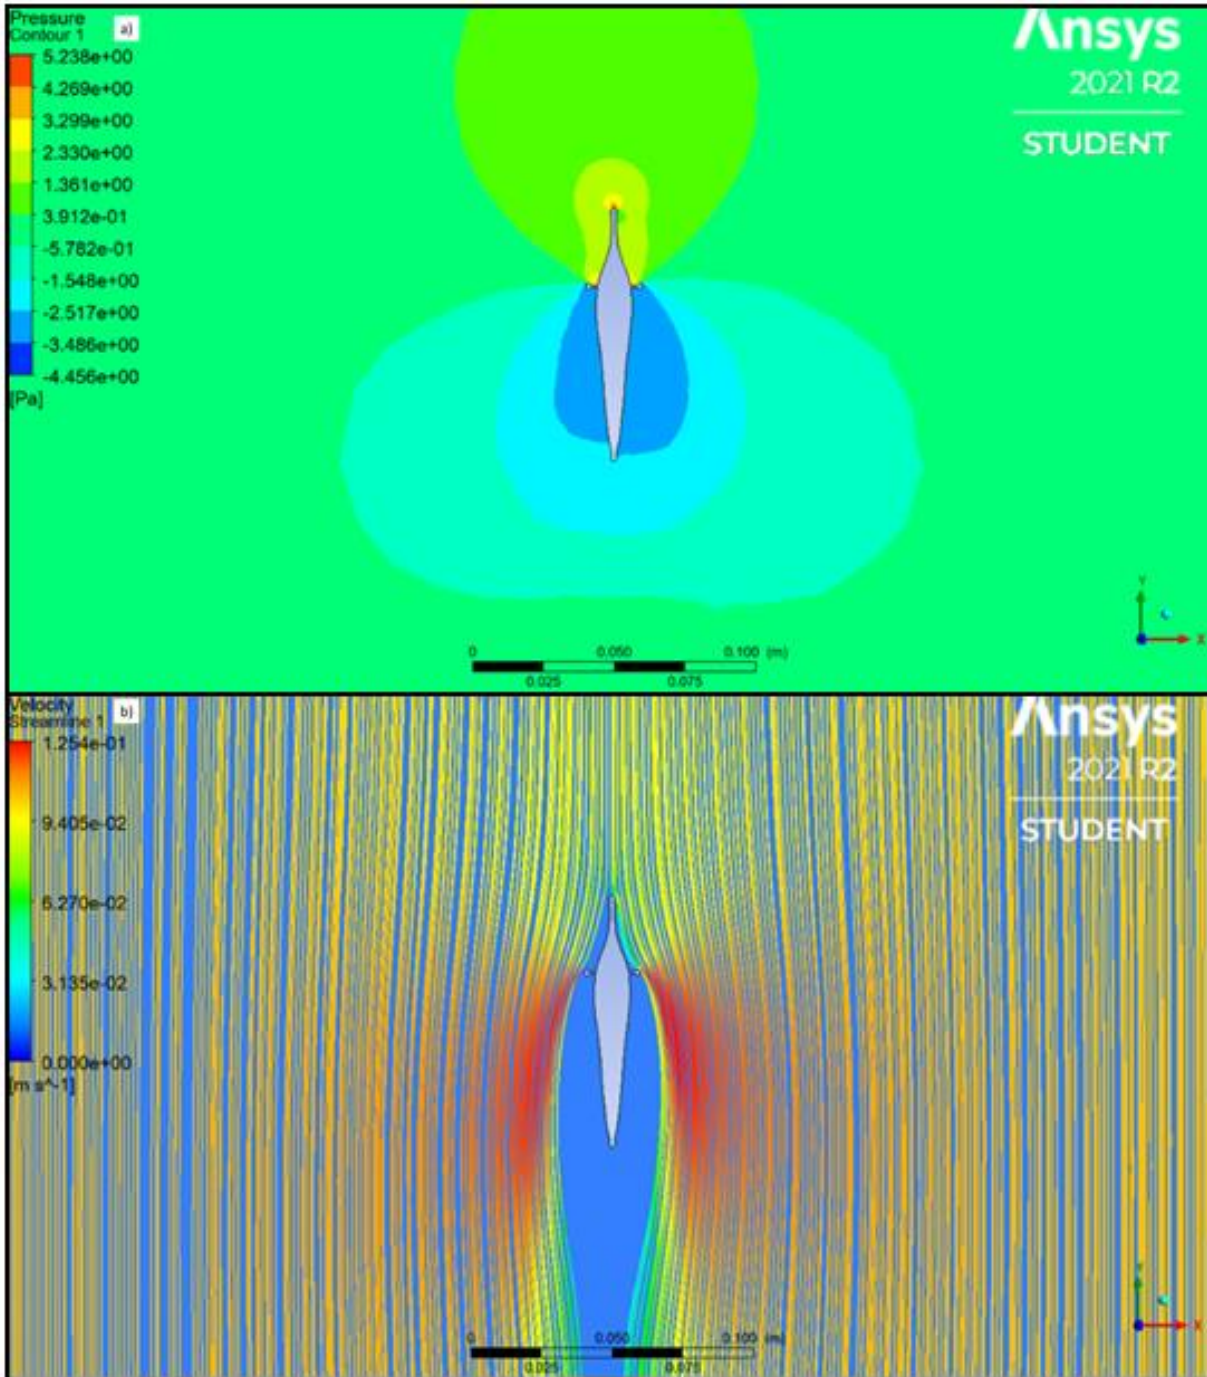 Pressure
Contour 1
a)
5.238e+00
4.269e+00
3.299e+00
2.330e+00
1.361e+00
3.912e-01
-5.782e-01
-1.548e+00
-2.517e+00
-3.486e+00
-4.456e+00
[Pa]
Ansys
2021 R2
STUDENT
0 0.050 0.100 (m)
0.025 0.075
Y
X
Velocity
Streamline 1
b)
1.254e-01
9.405e-02
6.270e-02
3.135e-02
0.000e+00
[m s^-1]
Ansys
2021 R2
STUDENT
0 0.050 0.100 (m)
0.025 0.075
Y
X